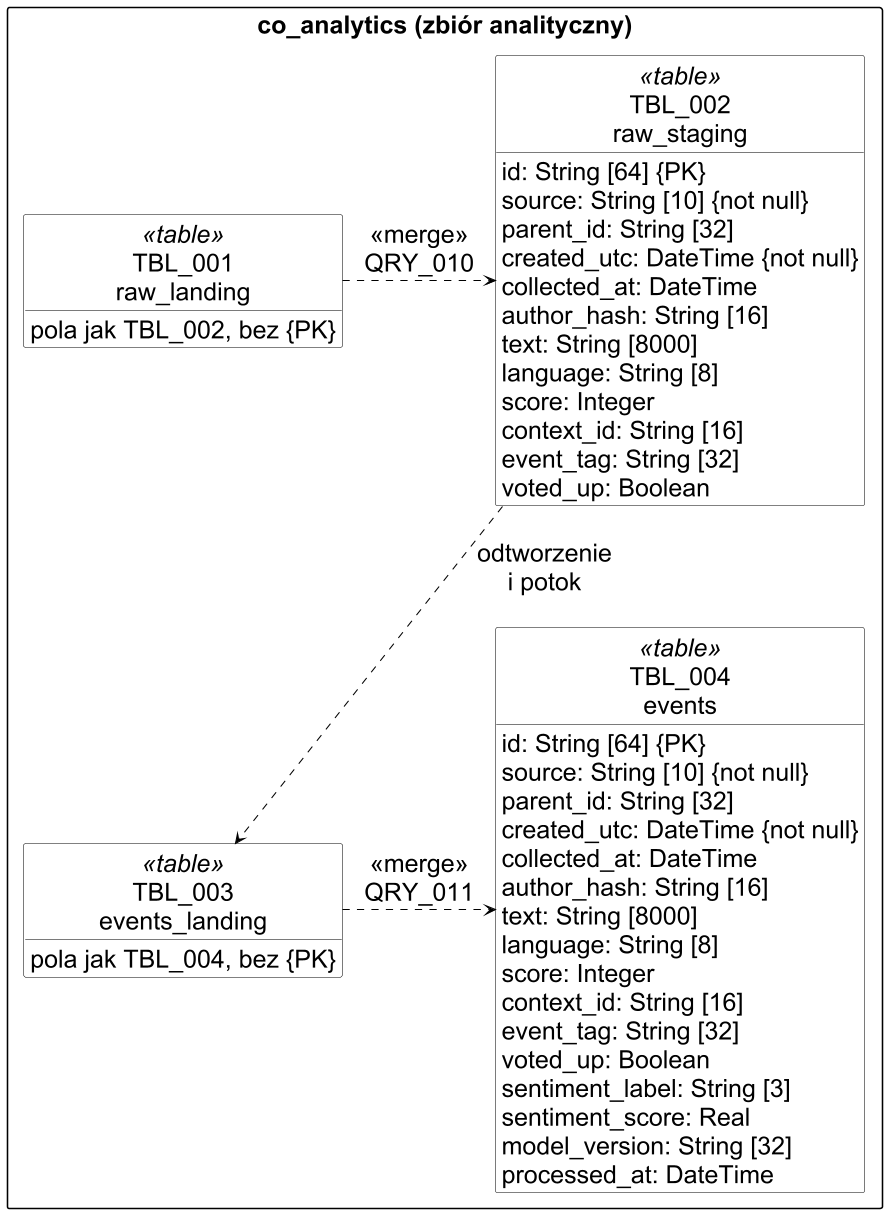 co_analytics (zbiór analityczny)
«table»
TBL_001
raw_landing
pola jak TBL_002, bez {PK}
«merge»
QRY_010
«table»
TBL_002
raw_staging
id: String [64] {PK}
source: String [10] {not null}
parent_id: String [32]
created_utc: DateTime {not null}
collected_at: DateTime
author_hash: String [16]
text: String [8000]
language: String [8]
score: Integer
context_id: String [16]
event_tag: String [32]
voted_up: Boolean
odtworzenie
i potok
«table»
TBL_003
events_landing
pola jak TBL_004, bez {PK}
«merge»
QRY_011
«table»
TBL_004
events
id: String [64] {PK}
source: String [10] {not null}
parent_id: String [32]
created_utc: DateTime {not null}
collected_at: DateTime
author_hash: String [16]
text: String [8000]
language: String [8]
score: Integer
context_id: String [16]
event_tag: String [32]
voted_up: Boolean
sentiment_label: String [3]
sentiment_score: Real
model_version: String [32]
processed_at: DateTime